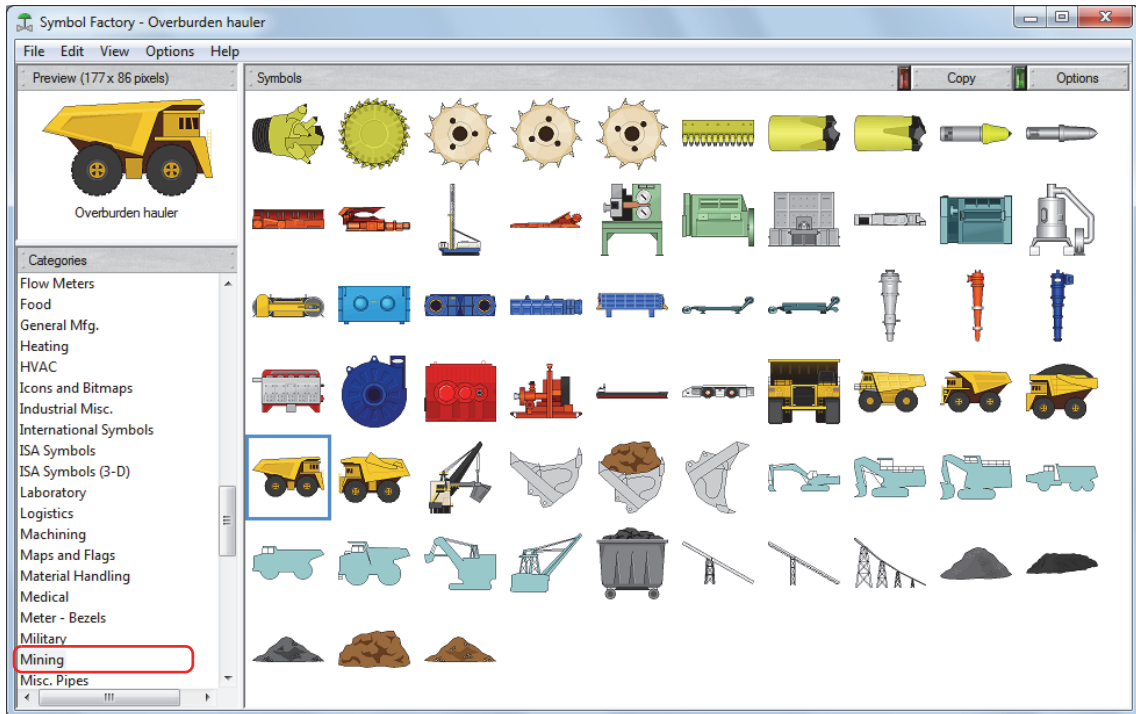 Symbol Factory - Overburden hauler
File Edit View Options Help
Preview (177 x 86 pixels)
Overburden hauler
Categories
Flow Meters
Food
General Mfg.
Heating
HVAC
Icons and Bitmaps
Industrial Misc.
International Symbols
ISA Symbols
ISA Symbols (3-D)
Laboratory
Logistics
Machining
Maps and Flags
Material Handling
Medical
Meter - Bezels
Military
Mining
Misc. Pipes
Symbols
Copy
Options